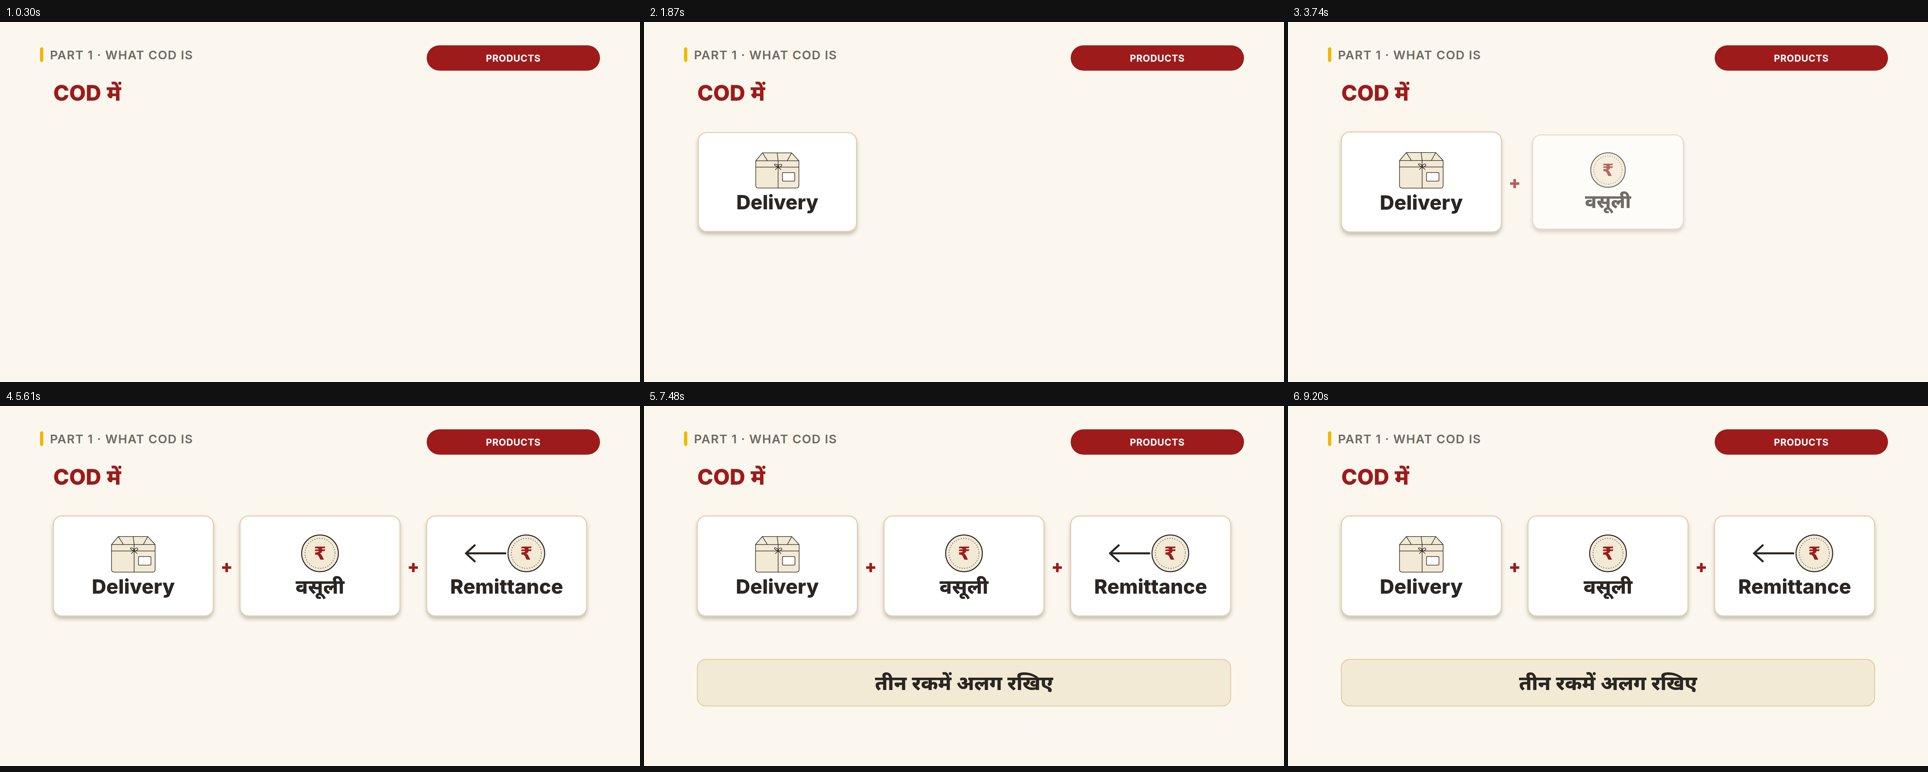 1. 0.30s
PART 1 · WHAT COD IS
PRODUCTS
COD में
2. 1.87s
PART 1 · WHAT COD IS
PRODUCTS
COD में
Delivery
3. 3.74s
PART 1 · WHAT COD IS
PRODUCTS
COD में
Delivery + ₹ वसूली
4. 5.61s
PART 1 · WHAT COD IS
PRODUCTS
COD में
₹ ₹
Delivery + वसूली + Remittance
5. 7.48s
PART 1 · WHAT COD IS
PRODUCTS
COD में
₹ ₹
Delivery + वसूली + Remittance
तीन रकमें अलग रखिए
6. 9.20s
PART 1 · WHAT COD IS
PRODUCTS
COD में
₹ ₹
Delivery + वसूली + Remittance
तीन रकमें अलग रखिए